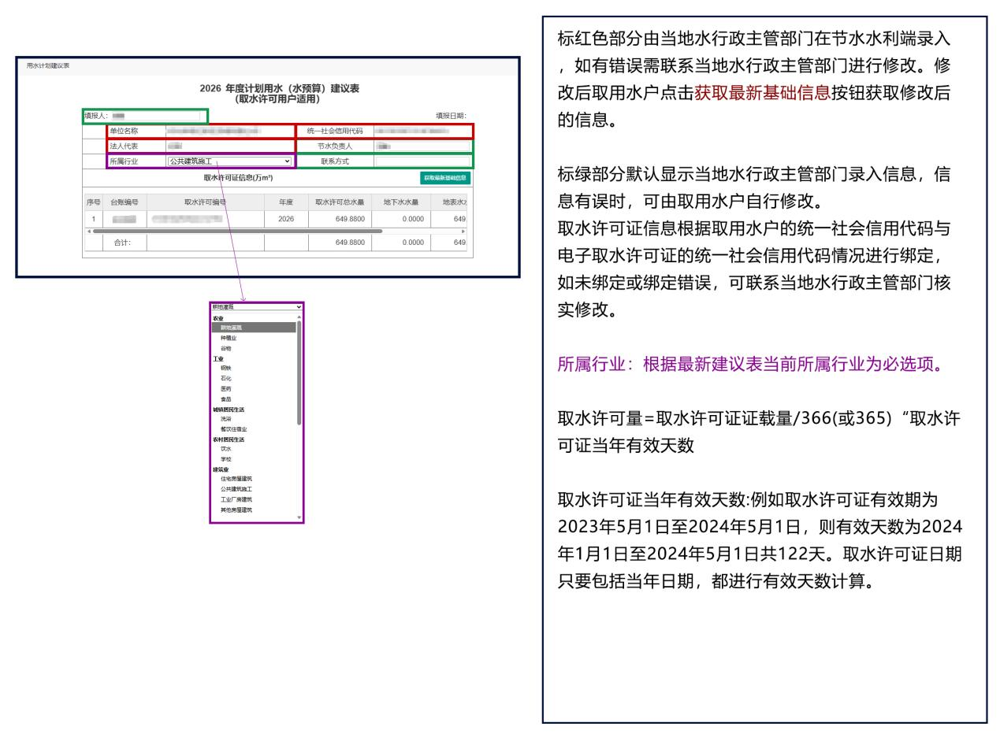 用水计划建议表
2026 年度计划用水（水预算）建议表
(取水许可用户适用)
填报人：
填报日期：
单位名称
统一社会信用代码
法人代表
节水负责人
所属行业
公共建筑施工
联系方式
取水许可证信息(万m³)
获取最新基础信息
序号 台账编号 取水许可编号 年度 取水许可总水量 地下水水量 地表水
1 2026 649.8800 0.0000 649
合计： 649.8800 0.0000 649
耕地灌溉
农业
耕地灌溉
种植业
谷物
工业
钢铁
石化
医药
食品
城镇居民生活
洗浴
餐饮住宿业
农村居民生活
饮水
学校
建筑业
住宅房屋建筑
公共建筑施工
工业厂房建筑
其他房屋建筑
标红色部分由当地水行政主管部门在节水水利端录入
，如有错误需联系当地水行政主管部门进行修改。修
改后取用水户点击获取最新基础信息按钮获取修改后
的信息。
标绿部分默认显示当地水行政主管部门录入信息，信
息有误时，可由取用水户自行修改。
取水许可证信息根据取用水户的统一社会信用代码与
电子取水许可证的统一社会信用代码情况进行绑定，
如未绑定或绑定错误，可联系当地水行政主管部门核
实修改。
所属行业：根据最新建议表当前所属行业为必选项。
取水许可量=取水许可证证载量/366(或365)“取水许
可证当年有效天数
取水许可证当年有效天数:例如取水许可证有效期为
2023年5月1日至2024年5月1日，则有效天数为2024
年1月1日至2024年5月1日共122天。取水许可证日期
只要包括当年日期，都进行有效天数计算。